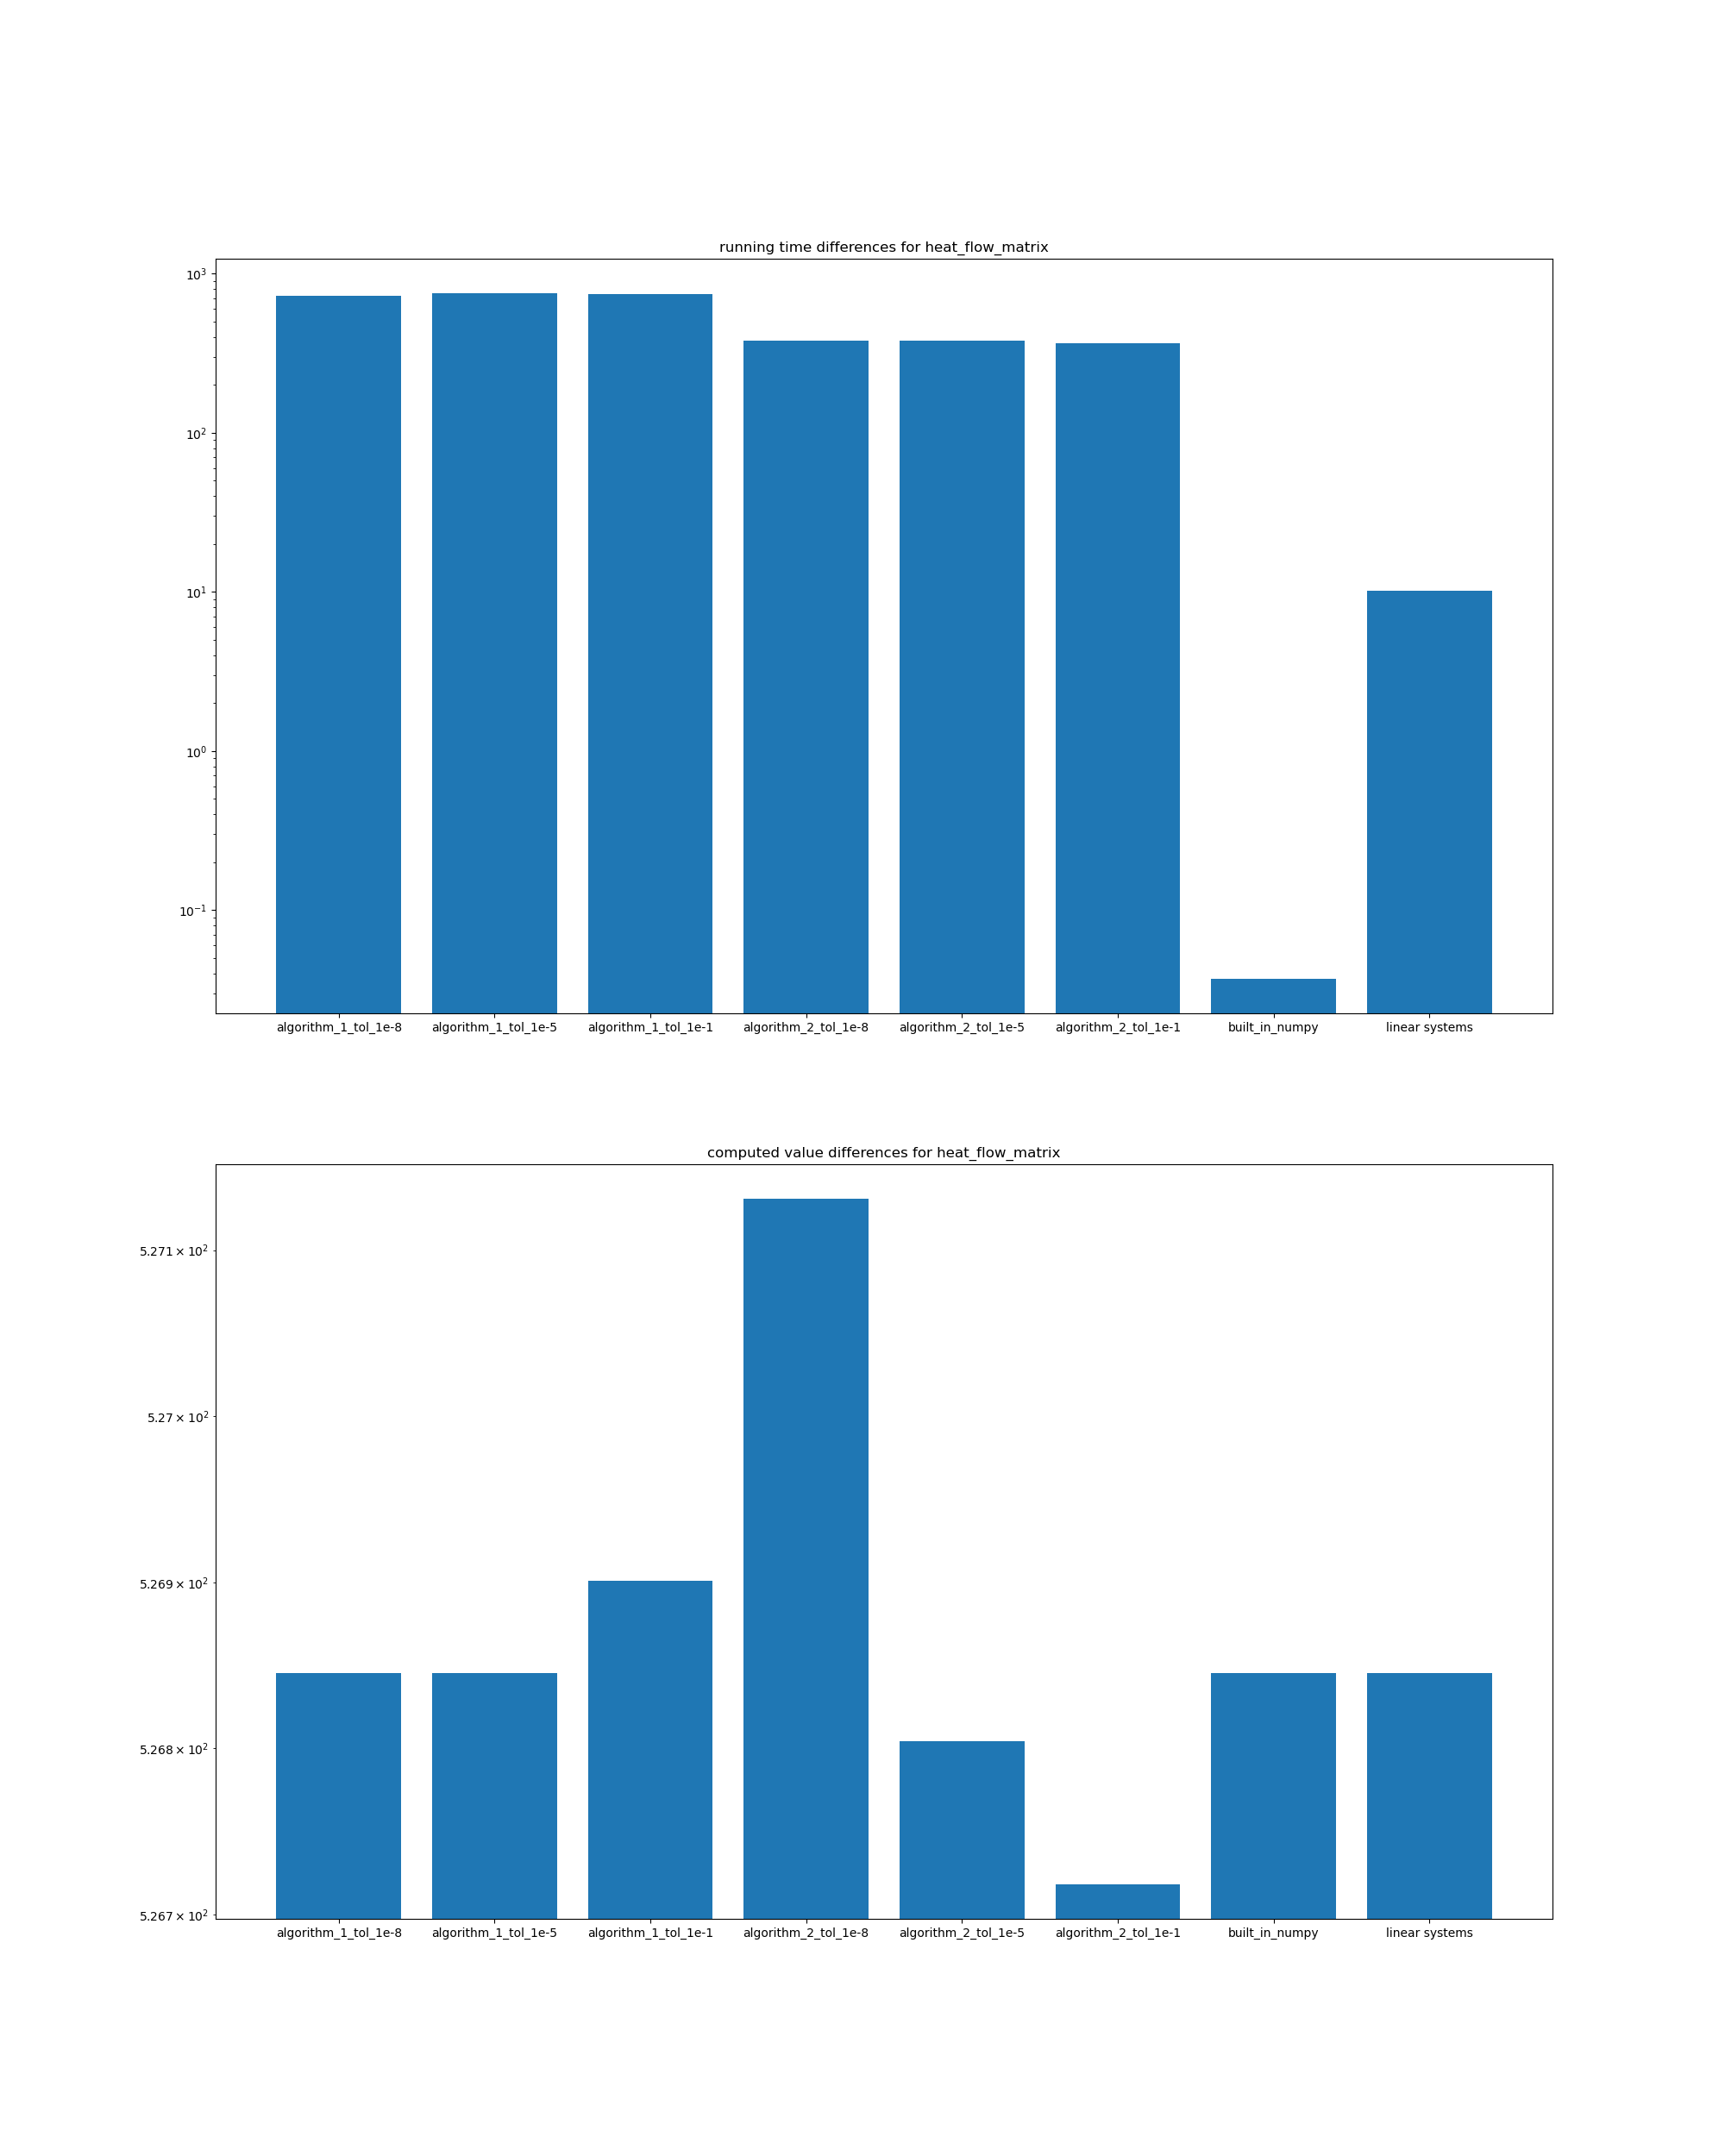 running time differences for heat_flow_matrix
10³
10²
10¹
10⁰
10⁻¹
algorithm_1_tol_1e-8 algorithm_1_tol_1e-5 algorithm_1_tol_1e-1 algorithm_2_tol_1e-8 algorithm_2_tol_1e-5 algorithm_2_tol_1e-1 built_in_numpy linear systems
computed value differences for heat_flow_matrix
5.271 × 10²
5.27 × 10²
5.269 × 10²
5.268 × 10²
5.267 × 10²
algorithm_1_tol_1e-8 algorithm_1_tol_1e-5 algorithm_1_tol_1e-1 algorithm_2_tol_1e-8 algorithm_2_tol_1e-5 algorithm_2_tol_1e-1 built_in_numpy linear systems